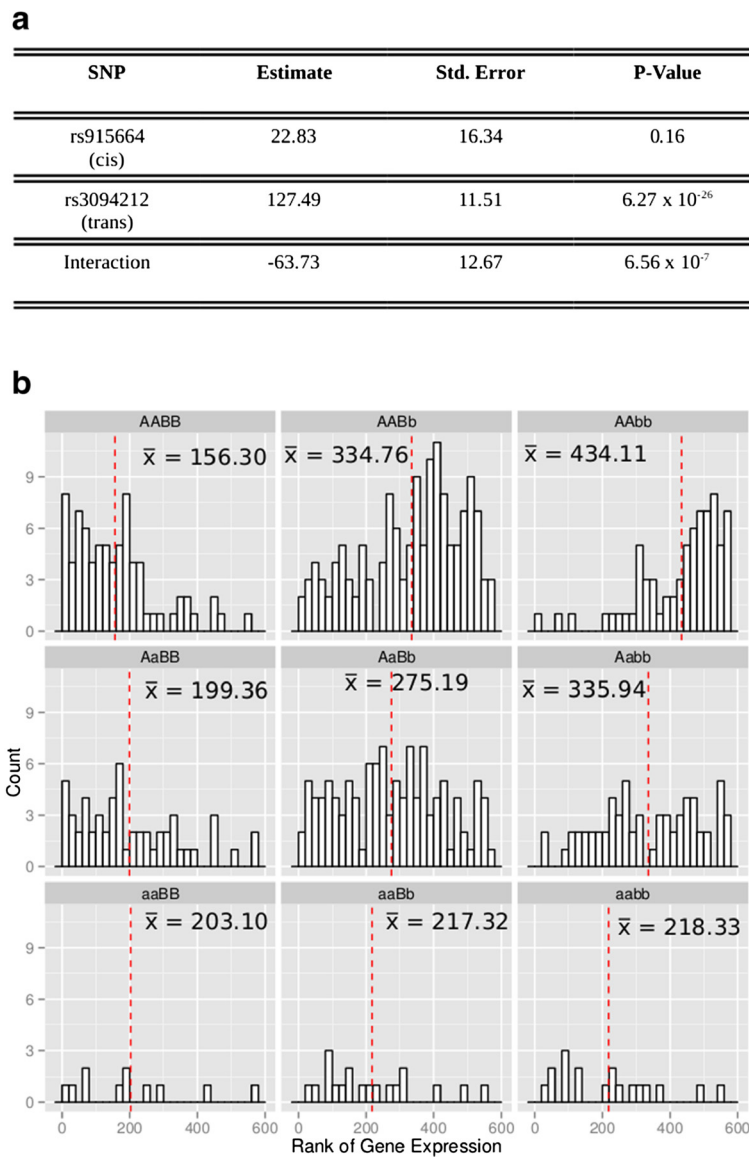 a
SNP Estimate Std. Error P-Value
rs915664 22.83 16.34 0.16
(cis)
rs3094212 127.49 11.51 6.27 x 10-26
(trans)
Interaction -63.73 12.67 6.56 x 10-7
b
AABB AABb AAbb
x̅ = 156.30 x̅ = 334.76 x̅ = 434.11
9
6
3
0
AaBB AaBb Aabb
x̅ = 199.36 x̅ = 275.19 x̅ = 335.94
9
6
3
0
Count
aaBB aaBb aabb
x̅ = 203.10 x̅ = 217.32 x̅ = 218.33
9
6
3
0
0 200 400 600 0 200 400 600 0 200 400 600
Rank of Gene Expression